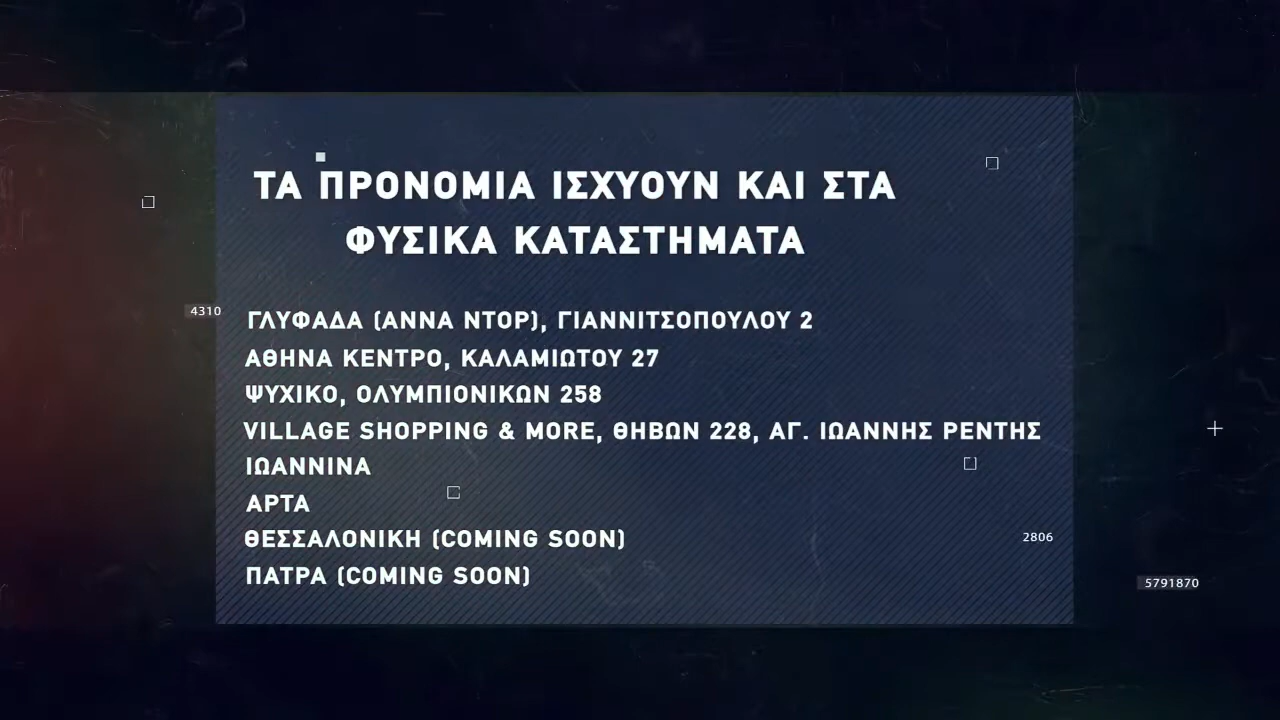 ΤΑ ΠΡΟΝΟΜΙΑ ΙΣΧΥΟΥΝ ΚΑΙ ΣΤΑ
ΦΥΣΙΚΑ ΚΑΤΑΣΤΗΜΑΤΑ
4310
ΓΛΥΦΑΔΑ (ΑΝΝΑ ΝΤΟΡ), ΓΙΑΝΝΙΤΣΟΠΟΥΛΟΥ 2
ΑΘΗΝΑ ΚΕΝΤΡΟ, ΚΑΛΑΜΙΩΤΟΥ 27
ΨΥΧΙΚΟ, ΟΛΥΜΠΙΟΝΙΚΩΝ 258
VILLAGE SHOPPING & MORE, ΘΗΒΩΝ 228, ΑΓ. ΙΩΑΝΝΗΣ ΡΕΝΤΗΣ
ΙΩΑΝΝΙΝΑ
ΑΡΤΑ
ΘΕΣΣΑΛΟΝΙΚΗ (COMING SOON)
2806
ΠΑΤΡΑ (COMING SOON)
5791870